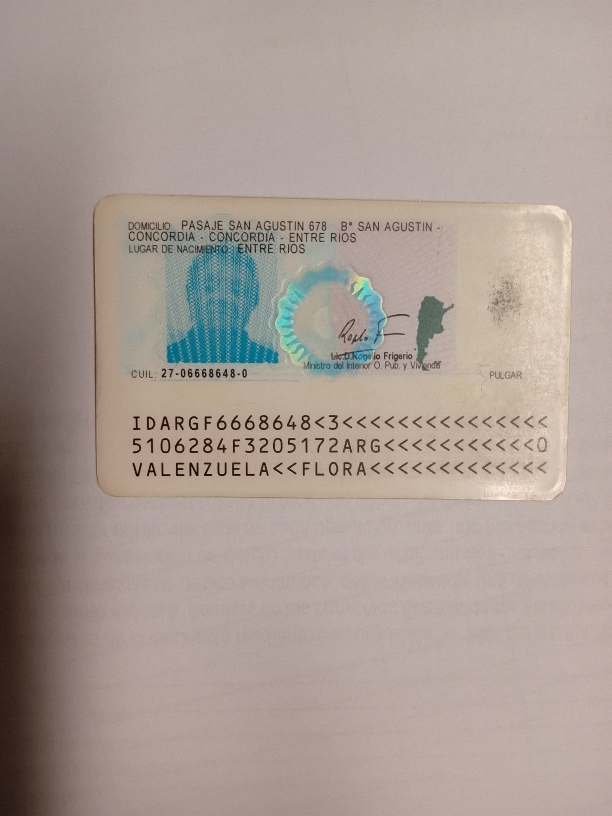 DOMICILIO: PASAJE SAN AGUSTIN 678 B° SAN AGUSTIN -
CONCORDIA - CONCORDIA - ENTRE RIOS
LUGAR DE NACIMIENTO: ENTRE RIOS
Lic. Rogelio Frigerio
Ministro del Interior O. Pub. y Vivienda
CUIL: 27-06668648-0
PULGAR
IDARGF6668648<3<<<<<<<<<<<<<<<
5106284F3205172ARG<<<<<<<<<<<0
VALENZUELA<<FLORA<<<<<<<<<<<<<